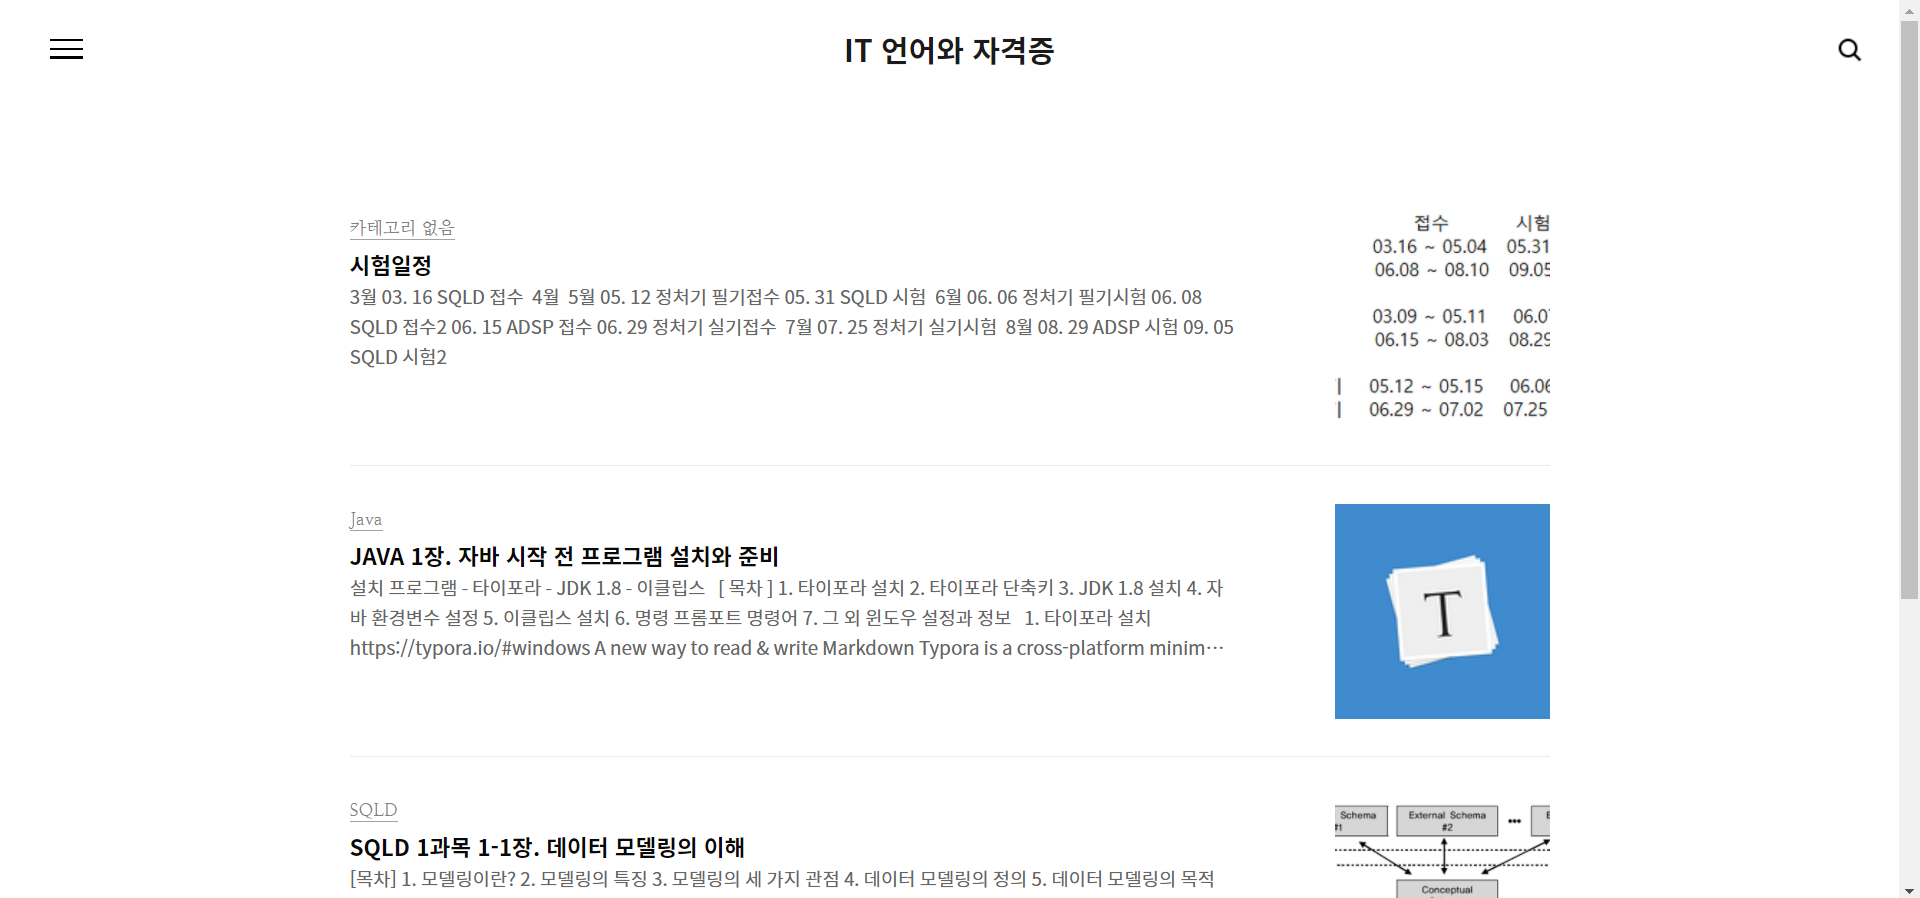 IT 언어와 자격증
카테고리 없음
시험일정
3월 03. 16 SQLD 접수  4월  5월 05. 12 정처기 필기접수 05. 31 SQLD 시험  6월 06. 06 정처기 필기시험 06. 08
SQLD 접수2 06. 15 ADSP 접수 06. 29 정처기 실기접수  7월 07. 25 정처기 실기시험  8월 08. 29 ADSP 시험 09. 05
SQLD 시험2
접수 시험
03.16 ~ 05.04 05.31
06.08 ~ 08.10 09.05
03.09 ~ 05.11 06.0
06.15 ~ 08.03 08.29
05.12 ~ 05.15 06.06
06.29 ~ 07.02 07.25
Java
JAVA 1장. 자바 시작 전 프로그램 설치와 준비
설치 프로그램 - 타이포라 - JDK 1.8 - 이클립스   [ 목차 ] 1. 타이포라 설치 2. 타이포라 단축키 3. JDK 1.8 설치 4. 자
바 환경변수 설정 5. 이클립스 설치 6. 명령 프롬포트 명령어 7. 그 외 윈도우 설정과 정보   1. 타이포라 설치
https://typora.io/#windows A new way to read & write Markdown Typora is a cross-platform minim…
T
SQLD
SQLD 1과목 1-1장. 데이터 모델링의 이해
[목차] 1. 모델링이란? 2. 모델링의 특징 3. 모델링의 세 가지 관점 4. 데이터 모델링의 정의 5. 데이터 모델링의 목적
Schema External Schema ••• E
#1 #2
Conceptual